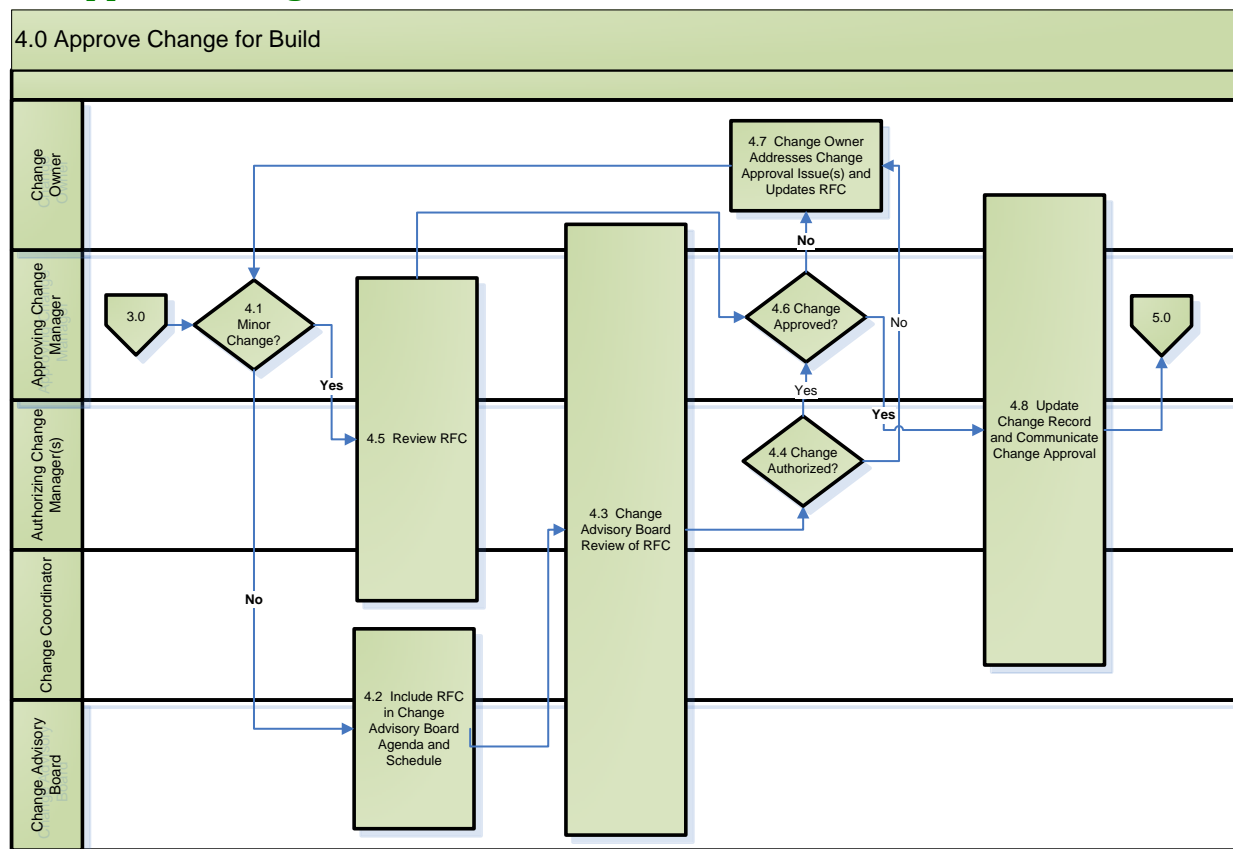 4.0 Approve Change for Build
Change
Owner
4.7 Change Owner
Addresses Change
Approval Issue(s) and
Updates RFC
No
Approving Change
Manager
3.0
4.1
Minor
Change?
Yes
4.6 Change
Approved?
No
5.0
Yes
Yes
Authorizing Change
Manager(s)
4.5 Review RFC
4.4 Change
Authorized?
4.8 Update
Change Record
and Communicate
Change Approval
4.3 Change
Advisory Board
Review of RFC
Change Coordinator
No
4.2 Include RFC
in Change
Advisory Board
Agenda and
Schedule
Change Advisory
Board